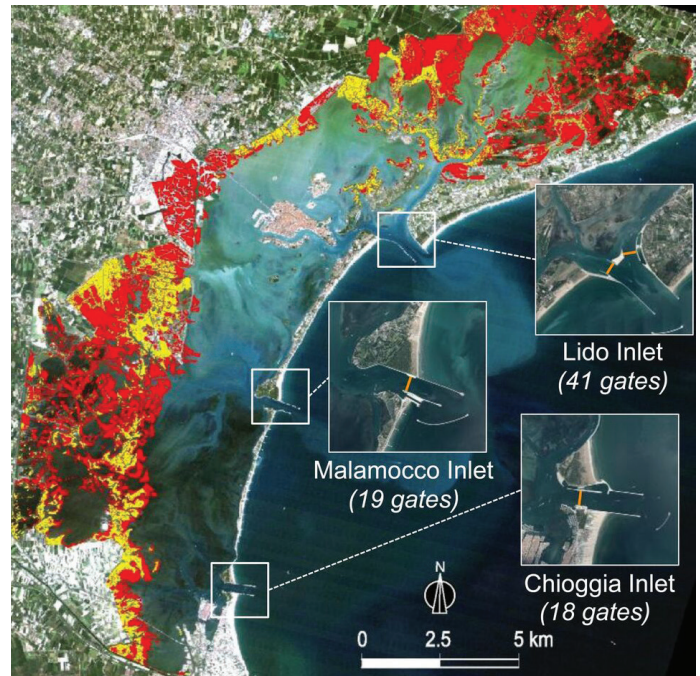 Lido Inlet
(41 gates)
Malamocco Inlet
(19 gates)
Chioggia Inlet
(18 gates)
N
0 2.5 5 km